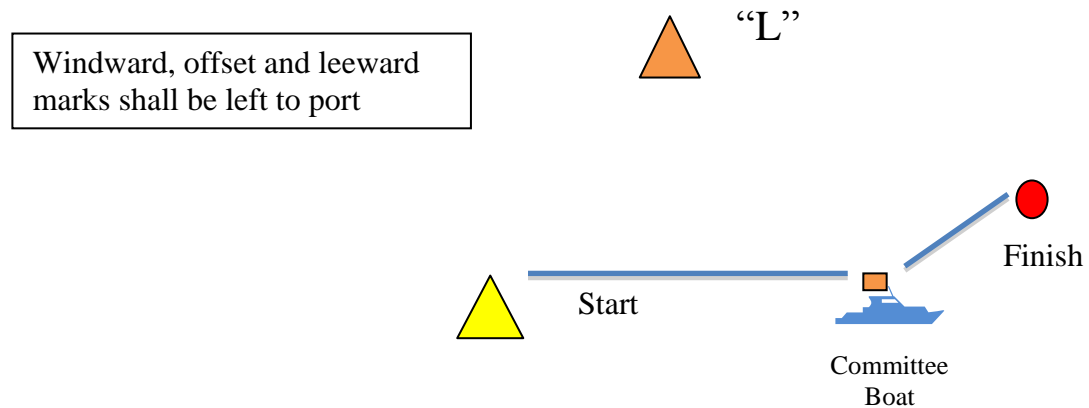 “L”
Windward, offset and leeward
marks shall be left to port
Finish
Start
Committee
Boat